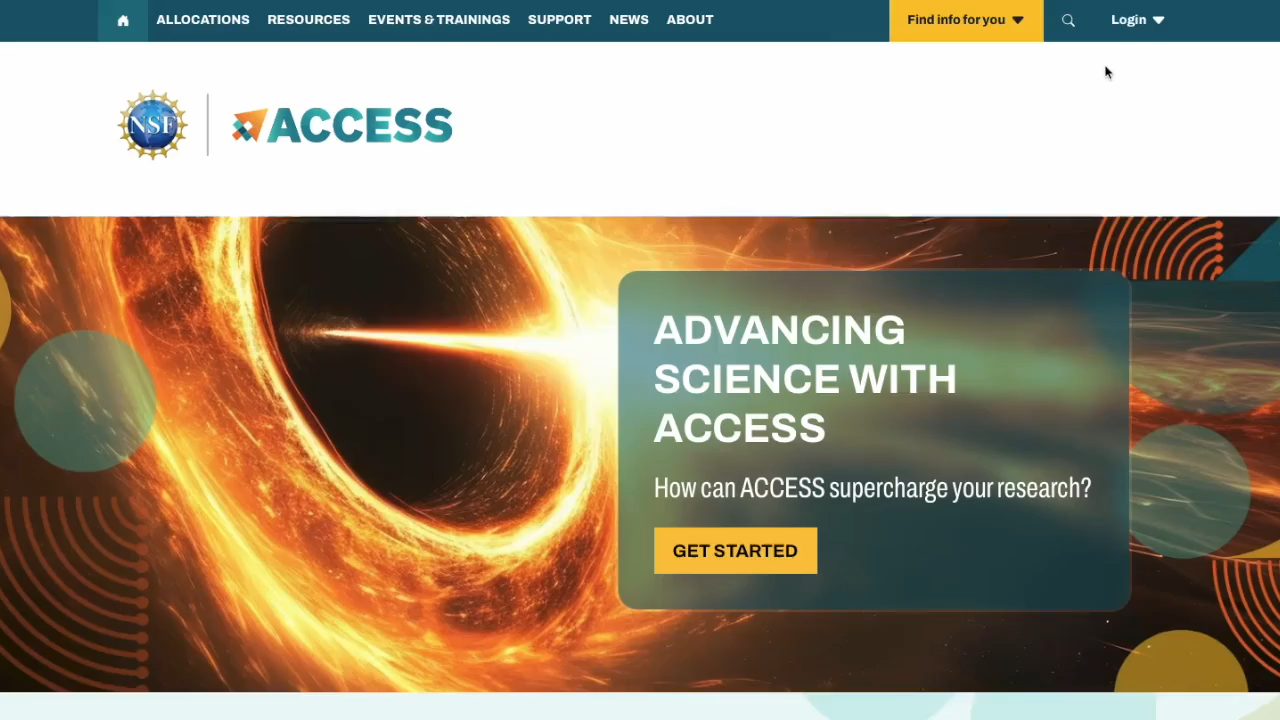 ALLOCATIONS RESOURCES EVENTS & TRAININGS SUPPORT NEWS ABOUT Find info for you Login
NSF ACCESS
ADVANCING
SCIENCE WITH
ACCESS
How can ACCESS supercharge your research?
GET STARTED